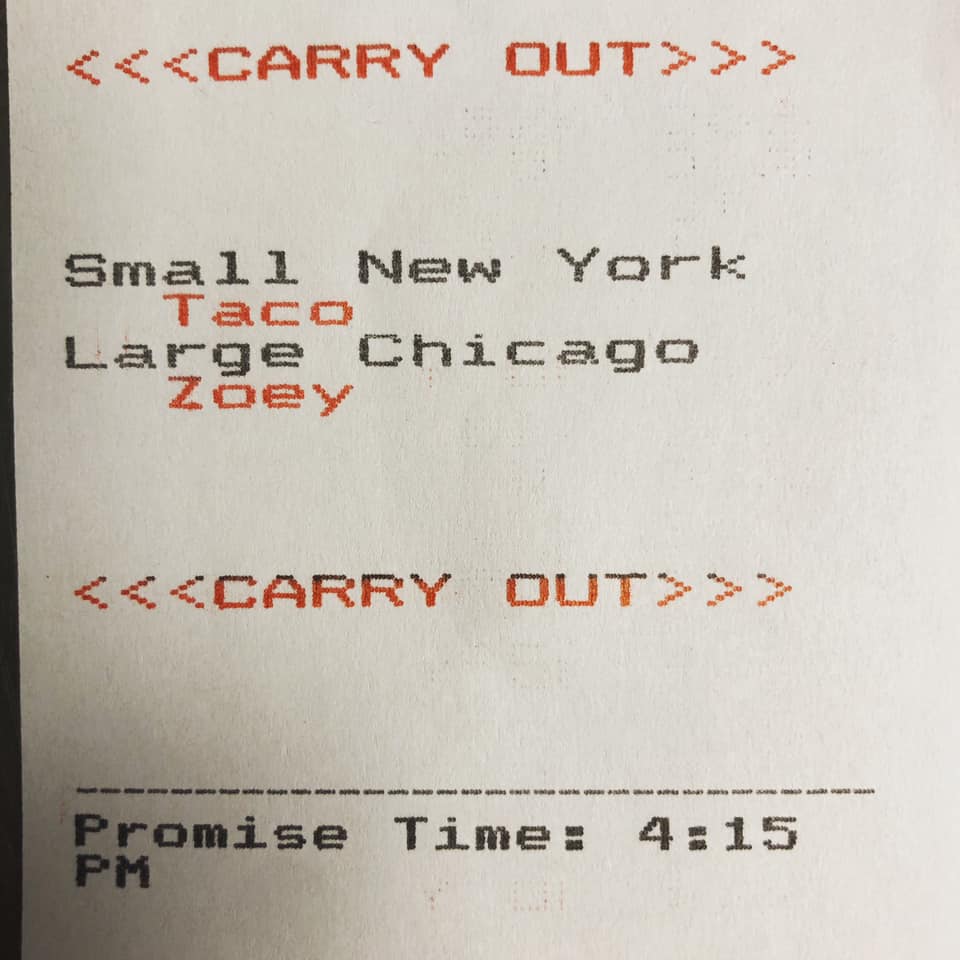 <<<CARRY OUT>>>
Small New York
Taco
Large Chicago
Zoey
<<<CARRY OUT>>>
Promise Time: 4:15
PM